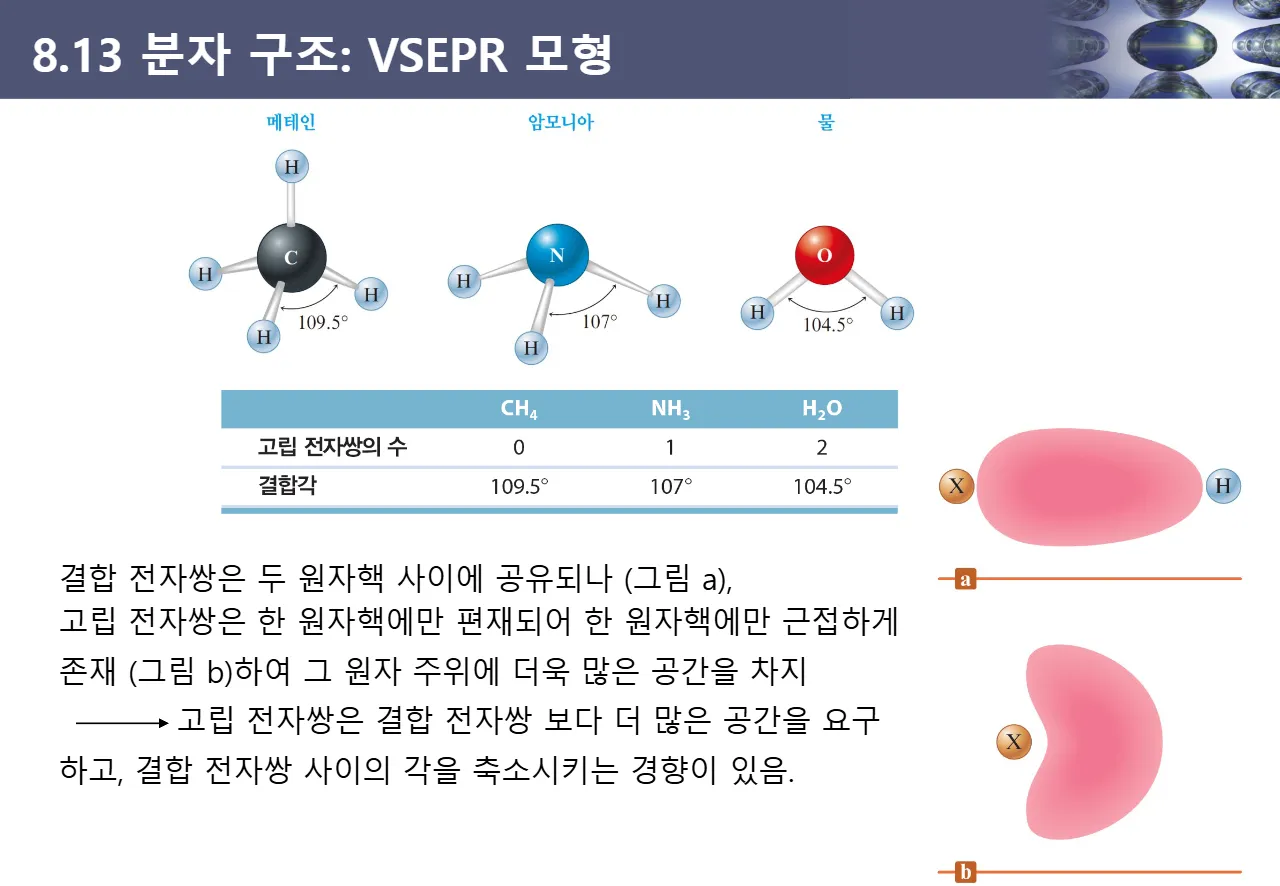 8.13 분자 구조: VSEPR 모형
메테인
암모니아
물
H
C
H
H
H
109.5°
N
H
H
H
107°
O
H
H
104.5°
CH₄ NH₃ H₂O
고립 전자쌍의 수 0 1 2
결합각 109.5° 107° 104.5°
X H
a
결합 전자쌍은 두 원자핵 사이에 공유되나 (그림 a),
고립 전자쌍은 한 원자핵에만 편재되어 한 원자핵에만 근접하게
존재 (그림 b)하여 그 원자 주위에 더욱 많은 공간을 차지
고립 전자쌍은 결합 전자쌍 보다 더 많은 공간을 요구
하고, 결합 전자쌍 사이의 각을 축소시키는 경향이 있음.
X
b